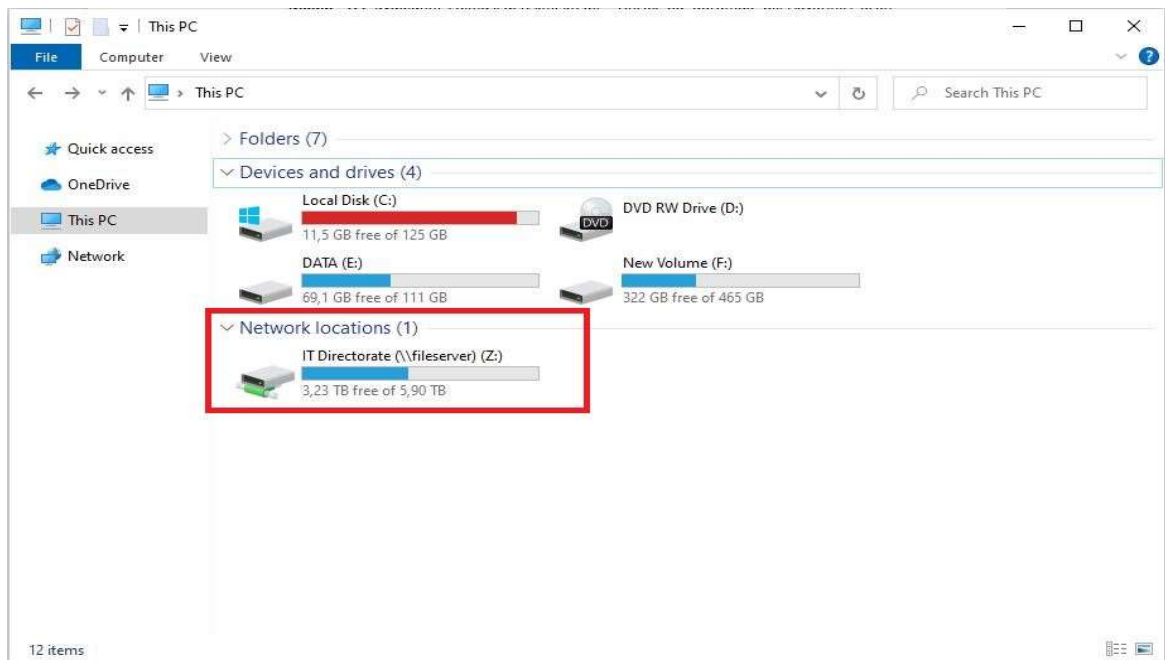 This PC
File Computer View
This PC
Search This PC
Quick access
OneDrive
This PC
Network
Folders (7)
Devices and drives (4)
Local Disk (C:)
11,5 GB free of 125 GB
DVD
DVD RW Drive (D:)
DATA (E:)
69,1 GB free of 111 GB
New Volume (F:)
322 GB free of 465 GB
Network locations (1)
IT Directorate (\\fileserver) (Z:)
3,23 TB free of 5,90 TB
12 items